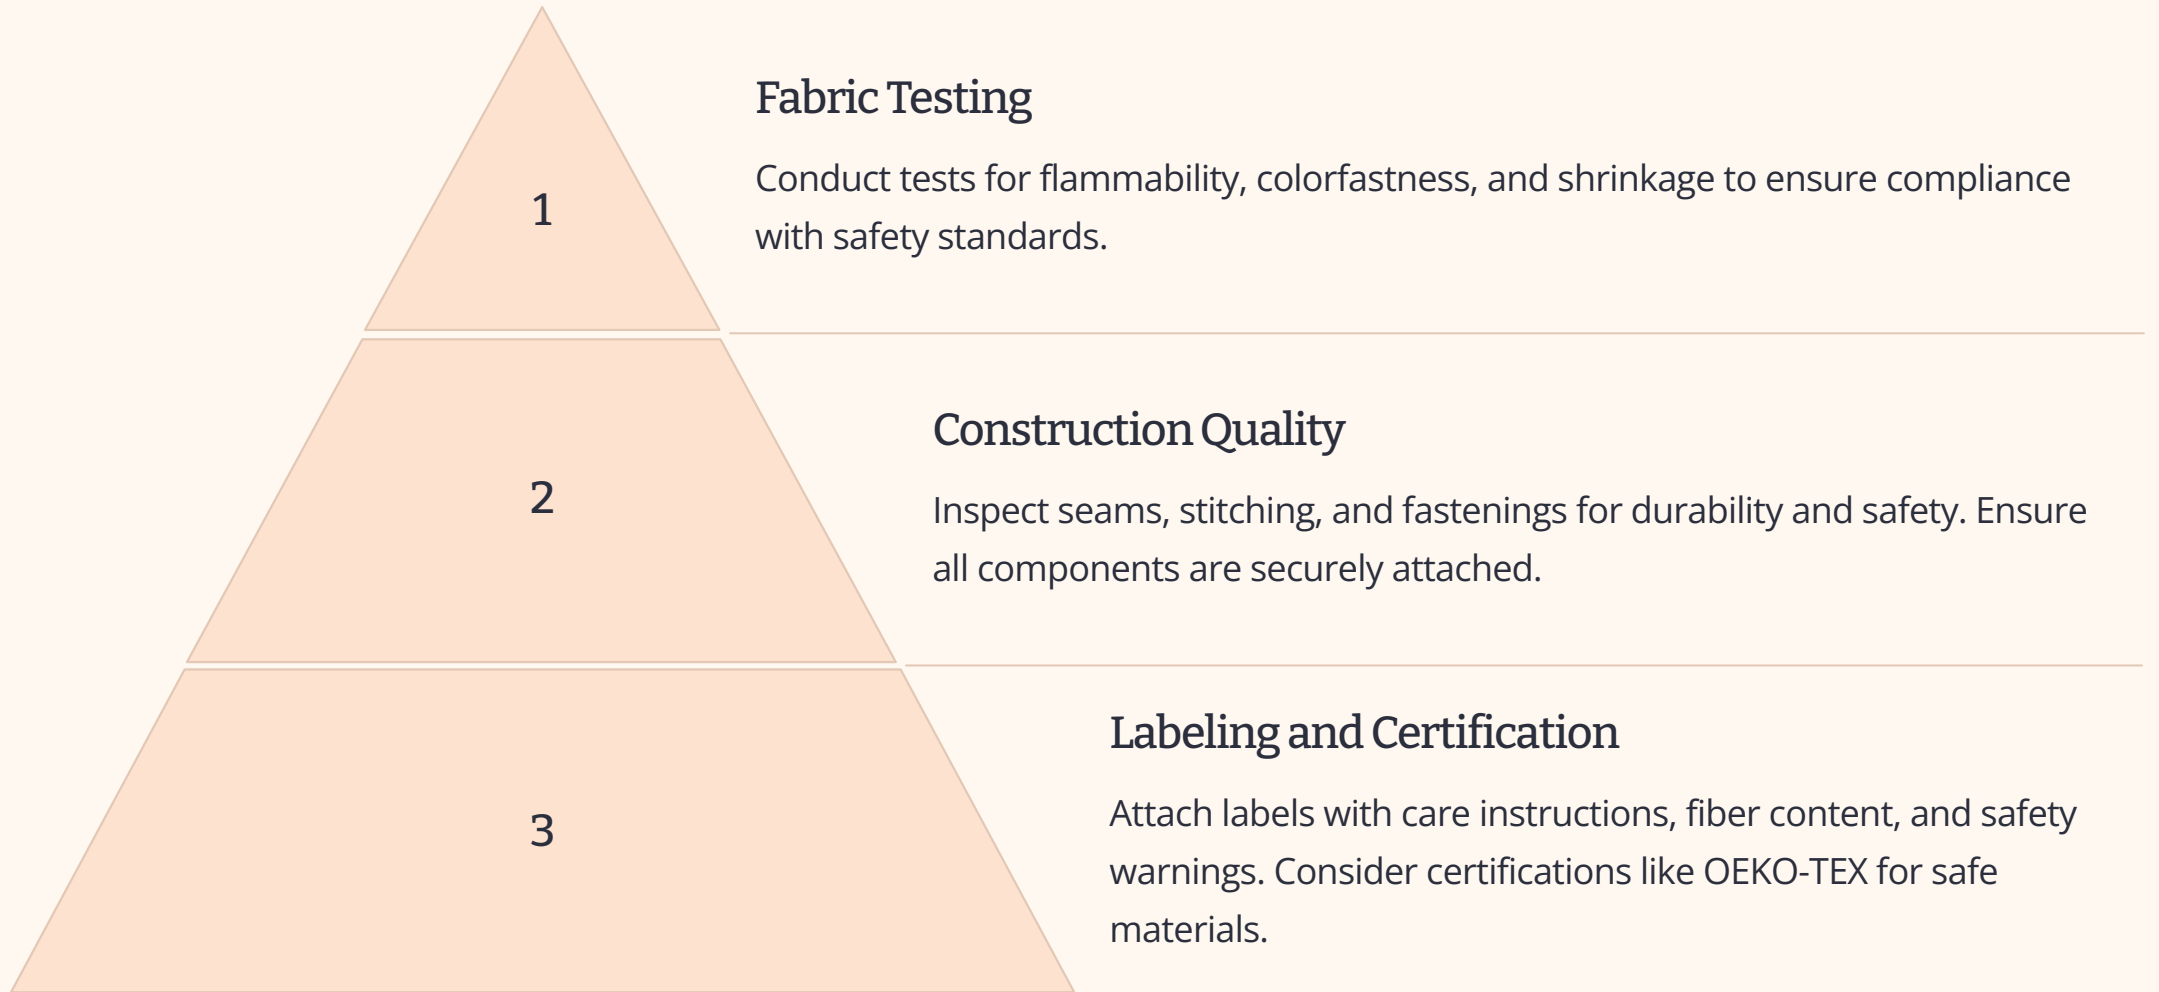 Fabric Testing
Conduct tests for flammability, colorfastness, and shrinkage to ensure compliance
with safety standards.
1
Construction Quality
Inspect seams, stitching, and fastenings for durability and safety. Ensure
all components are securely attached.
2
Labeling and Certification
Attach labels with care instructions, fiber content, and safety
warnings. Consider certifications like OEKO-TEX for safe
materials.
3